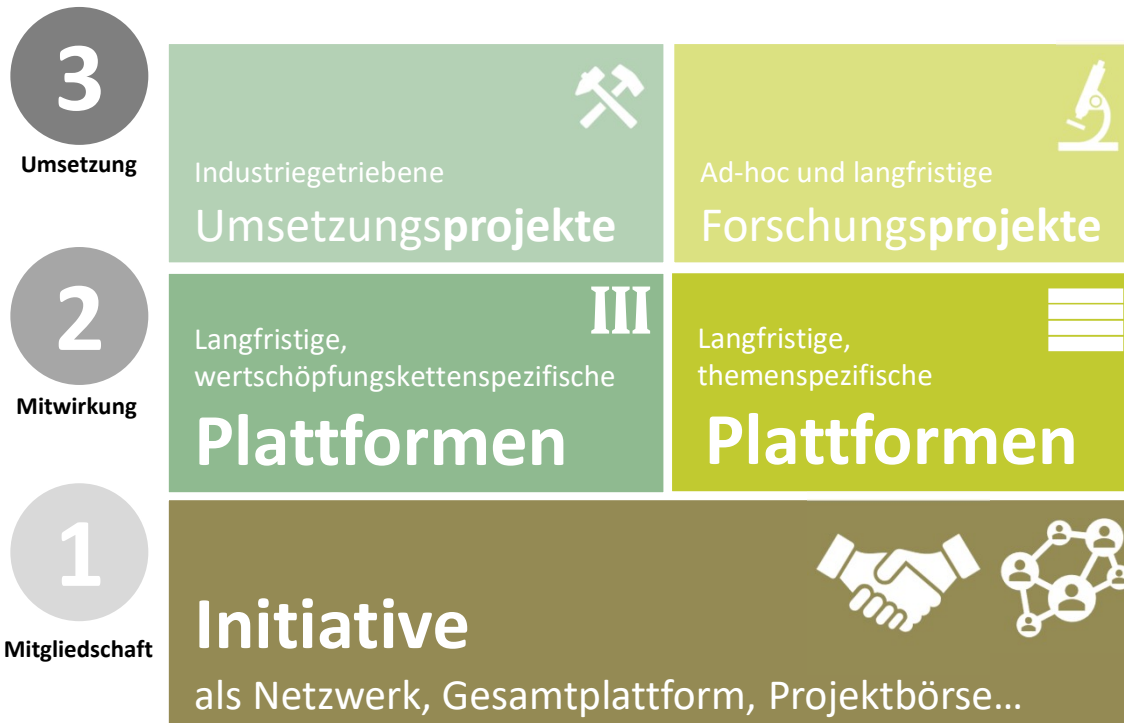 3
Umsetzung
Industriegetriebene
Umsetzungsprojekte
Ad-hoc und langfristige
Forschungsprojekte
2
Mitwirkung
Langfristige,
wertschöpfungskettenspezifische
Plattformen
Langfristige,
themenspezifische
Plattformen
1
Mitgliedschaft
Initiative
als Netzwerk, Gesamtplattform, Projektbörse...